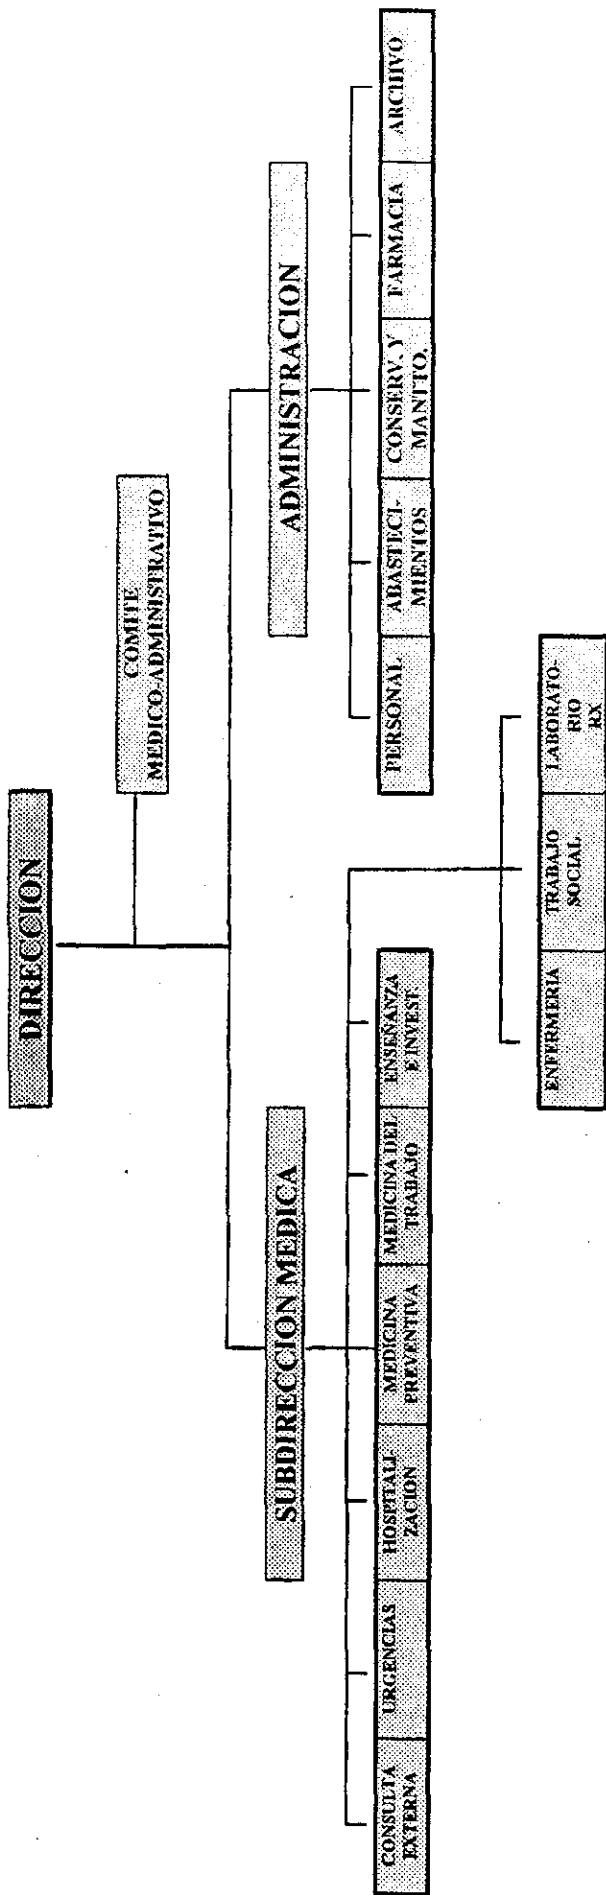 DIRECCION
COMITE
MEDICO-ADMINISTRATIVO
SUBDIRECCION MEDICA
ADMINISTRACION
CONSULTA
EXTERNA
URGENCIAS
HOSPITALI-
ZACION
MEDICINA
PREVENTIVA
MEDICINA DEL
TRABAJO
ENSEÑANZA
E INVEST.
PERSONAL
ABASTECI-
MIENTOS
CONSERV. Y
MANTTO.
FARMACIA
ARCHIVO
ENFERMERIA
TRABAJO
SOCIAL
LABORATO-
RIO
RX